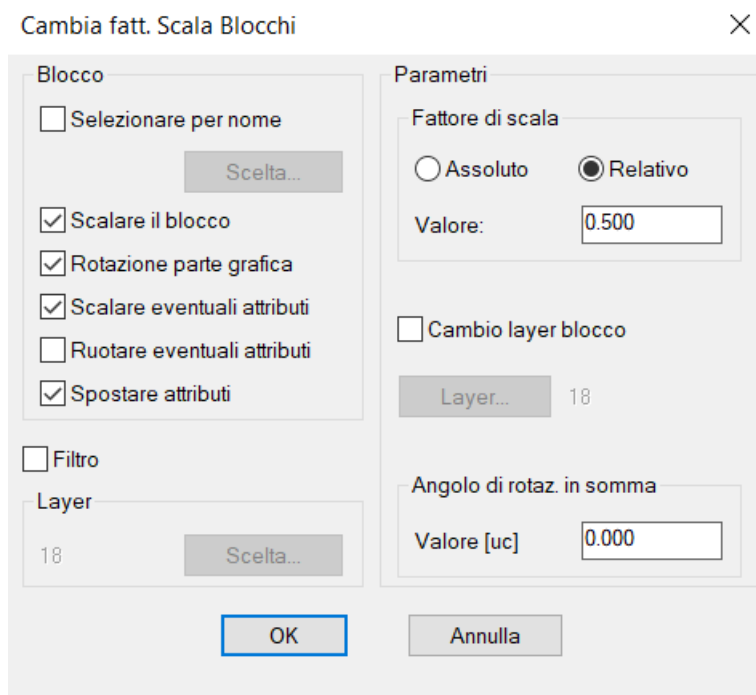 Cambia fatt. Scala Blocchi
Blocco
Selezionare per nome
Scelta...
Scalare il blocco
Rotazione parte grafica
Scalare eventuali attributi
Ruotare eventuali attributi
Spostare attributi
Filtro
Layer
18
Scelta...
Parametri
Fattore di scala
Assoluto
Relativo
Valore:
0.500
Cambio layer blocco
Layer...
18
Angolo di rotaz. in somma
Valore [uc]
0.000
OK
Annulla